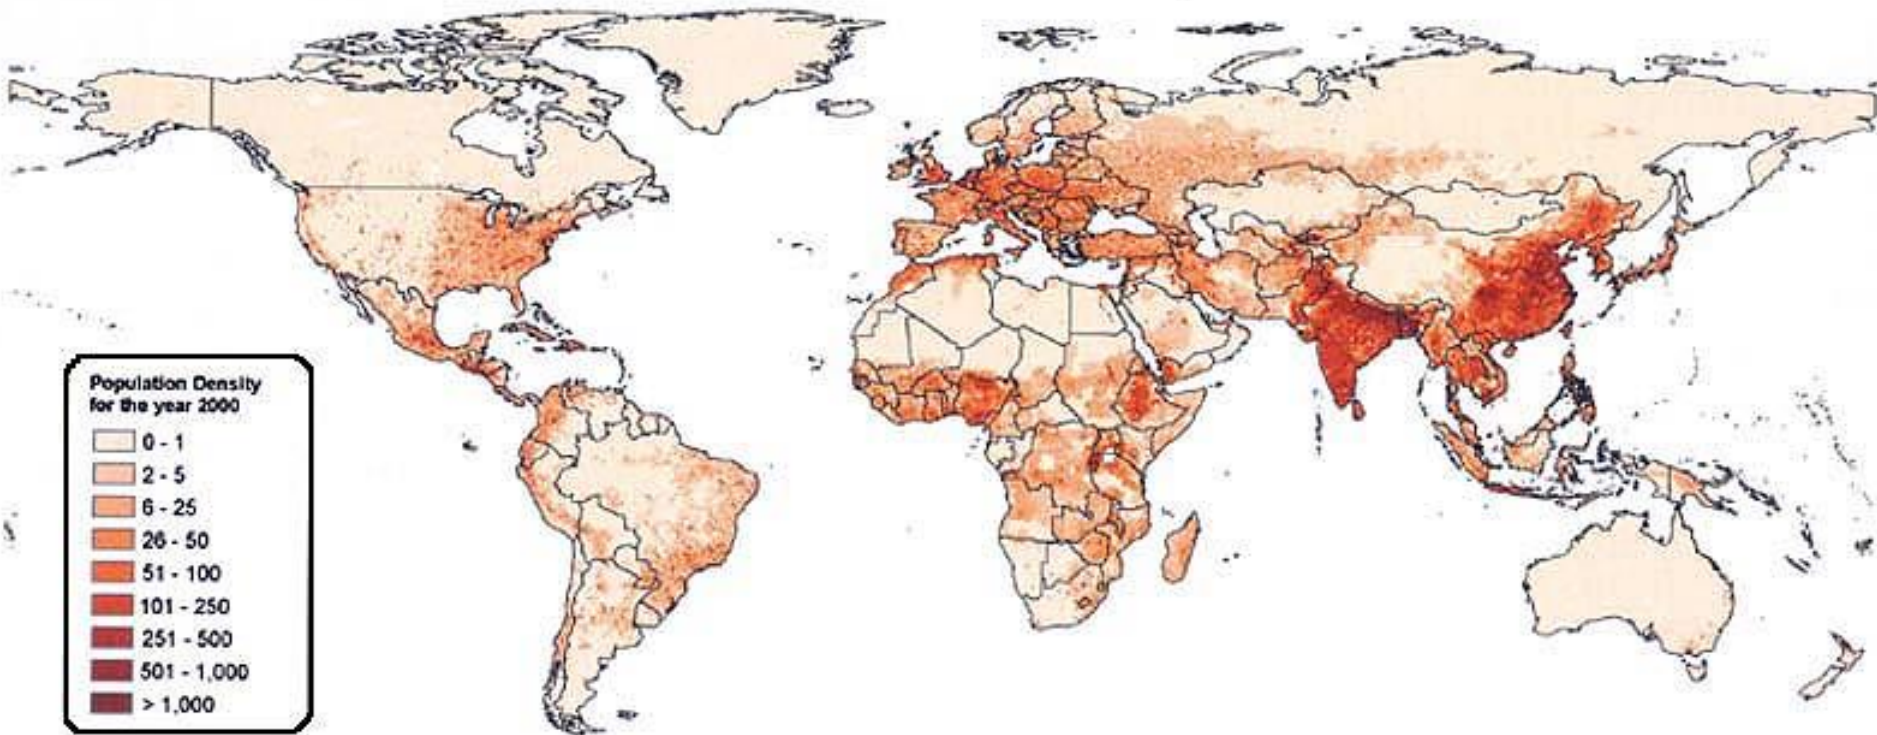 Population Density
for the year 2000
0 - 1
2 - 5
6 - 25
26 - 50
51 - 100
101 - 250
251 - 500
501 - 1,000
> 1,000